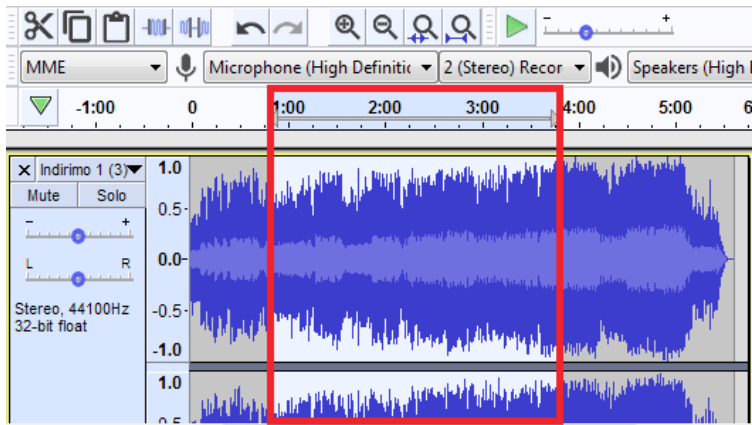 - +
MME Microphone (High Definitic 2 (Stereo) Recor Speakers (High
-1:00 0 1:00 2:00 3:00 4:00 5:00 6
X Indirimo 1 (3) 1.0
Mute Solo
0.5
- +
0.0
L R
Stereo, 44100Hz -0.5
32-bit float
-1.0
1.0